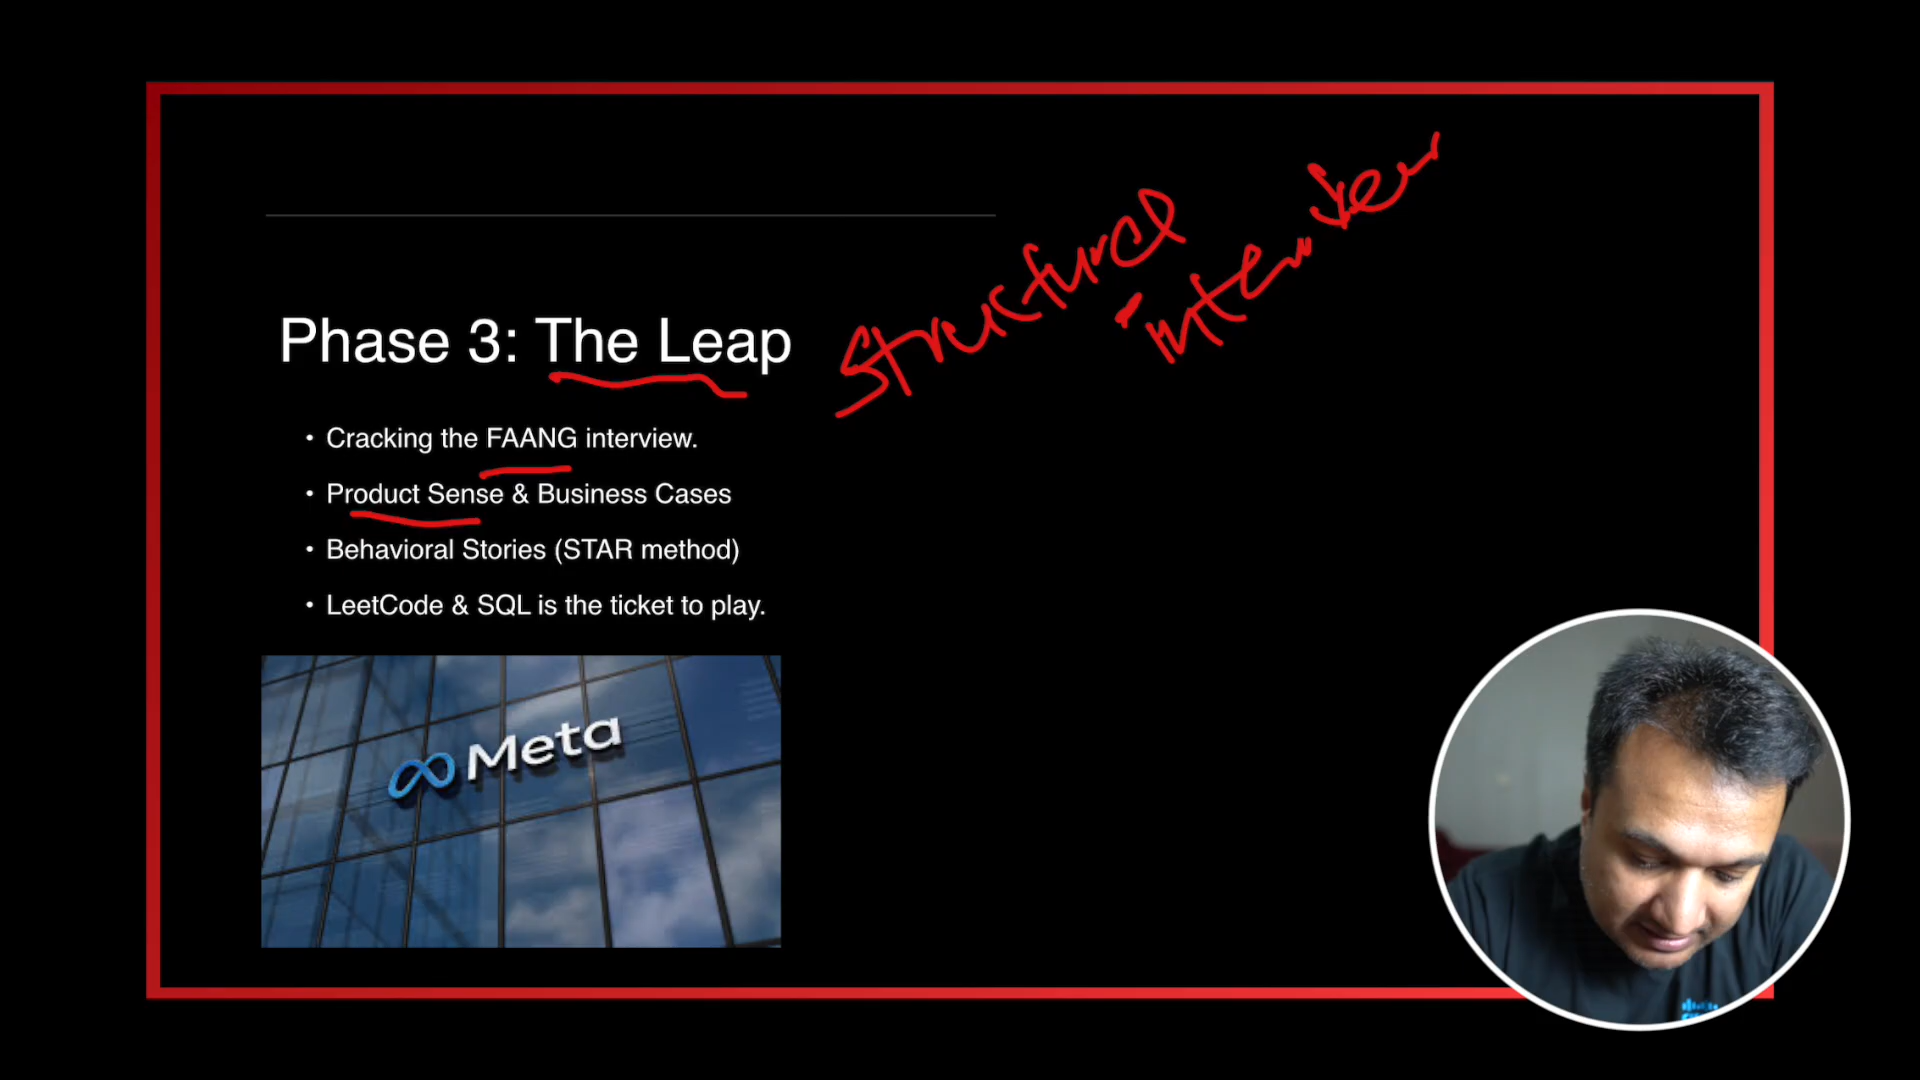 Structured
interview
Phase 3: The Leap
• Cracking the FAANG interview.
• Product Sense & Business Cases
• Behavioral Stories (STAR method)
• LeetCode & SQL is the ticket to play.
Meta